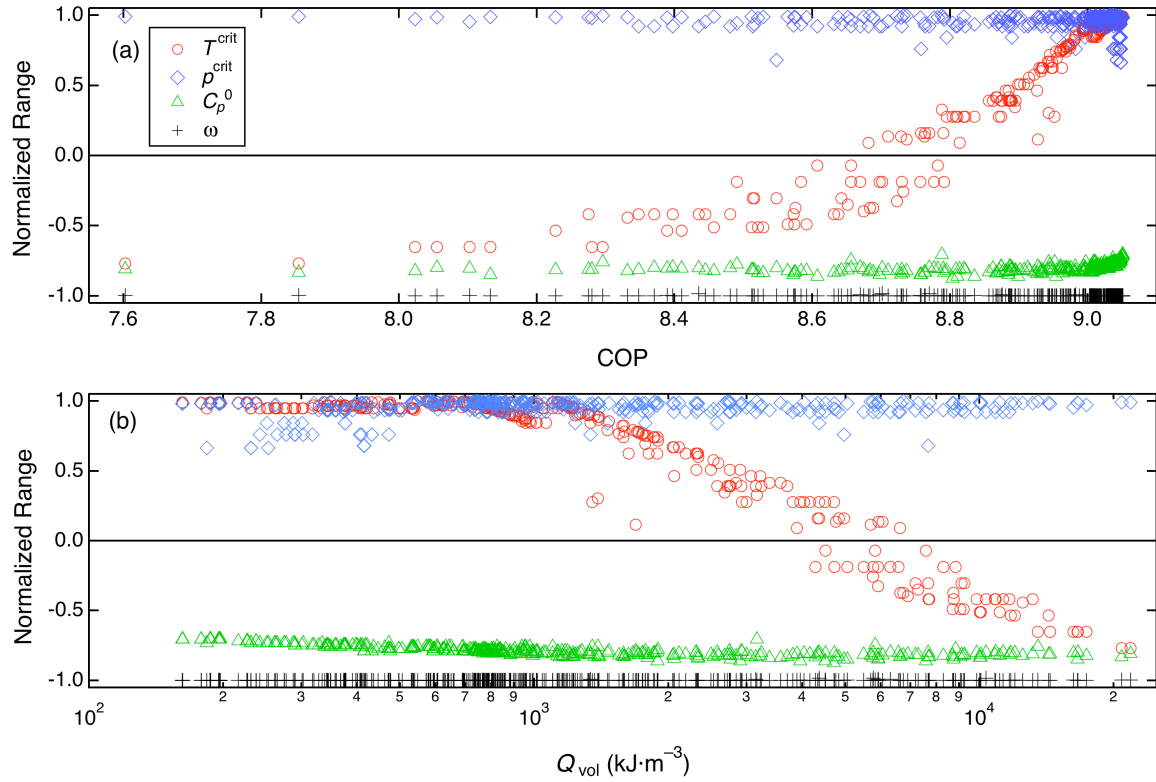 (a)
T^crit
p^crit
C_p^0
ω
Normalized Range
1.0
0.5
0.0
-0.5
-1.0
7.6 7.8 8.0 8.2 8.4 8.6 8.8 9.0
COP
(b)
Normalized Range
1.0
0.5
0.0
-0.5
-1.0
2 3 4 5 6 7 8 9 2 3 4 5 6 7 8 9 2
10^2 10^3 10^4
Q_vol (kJ·m^−3)